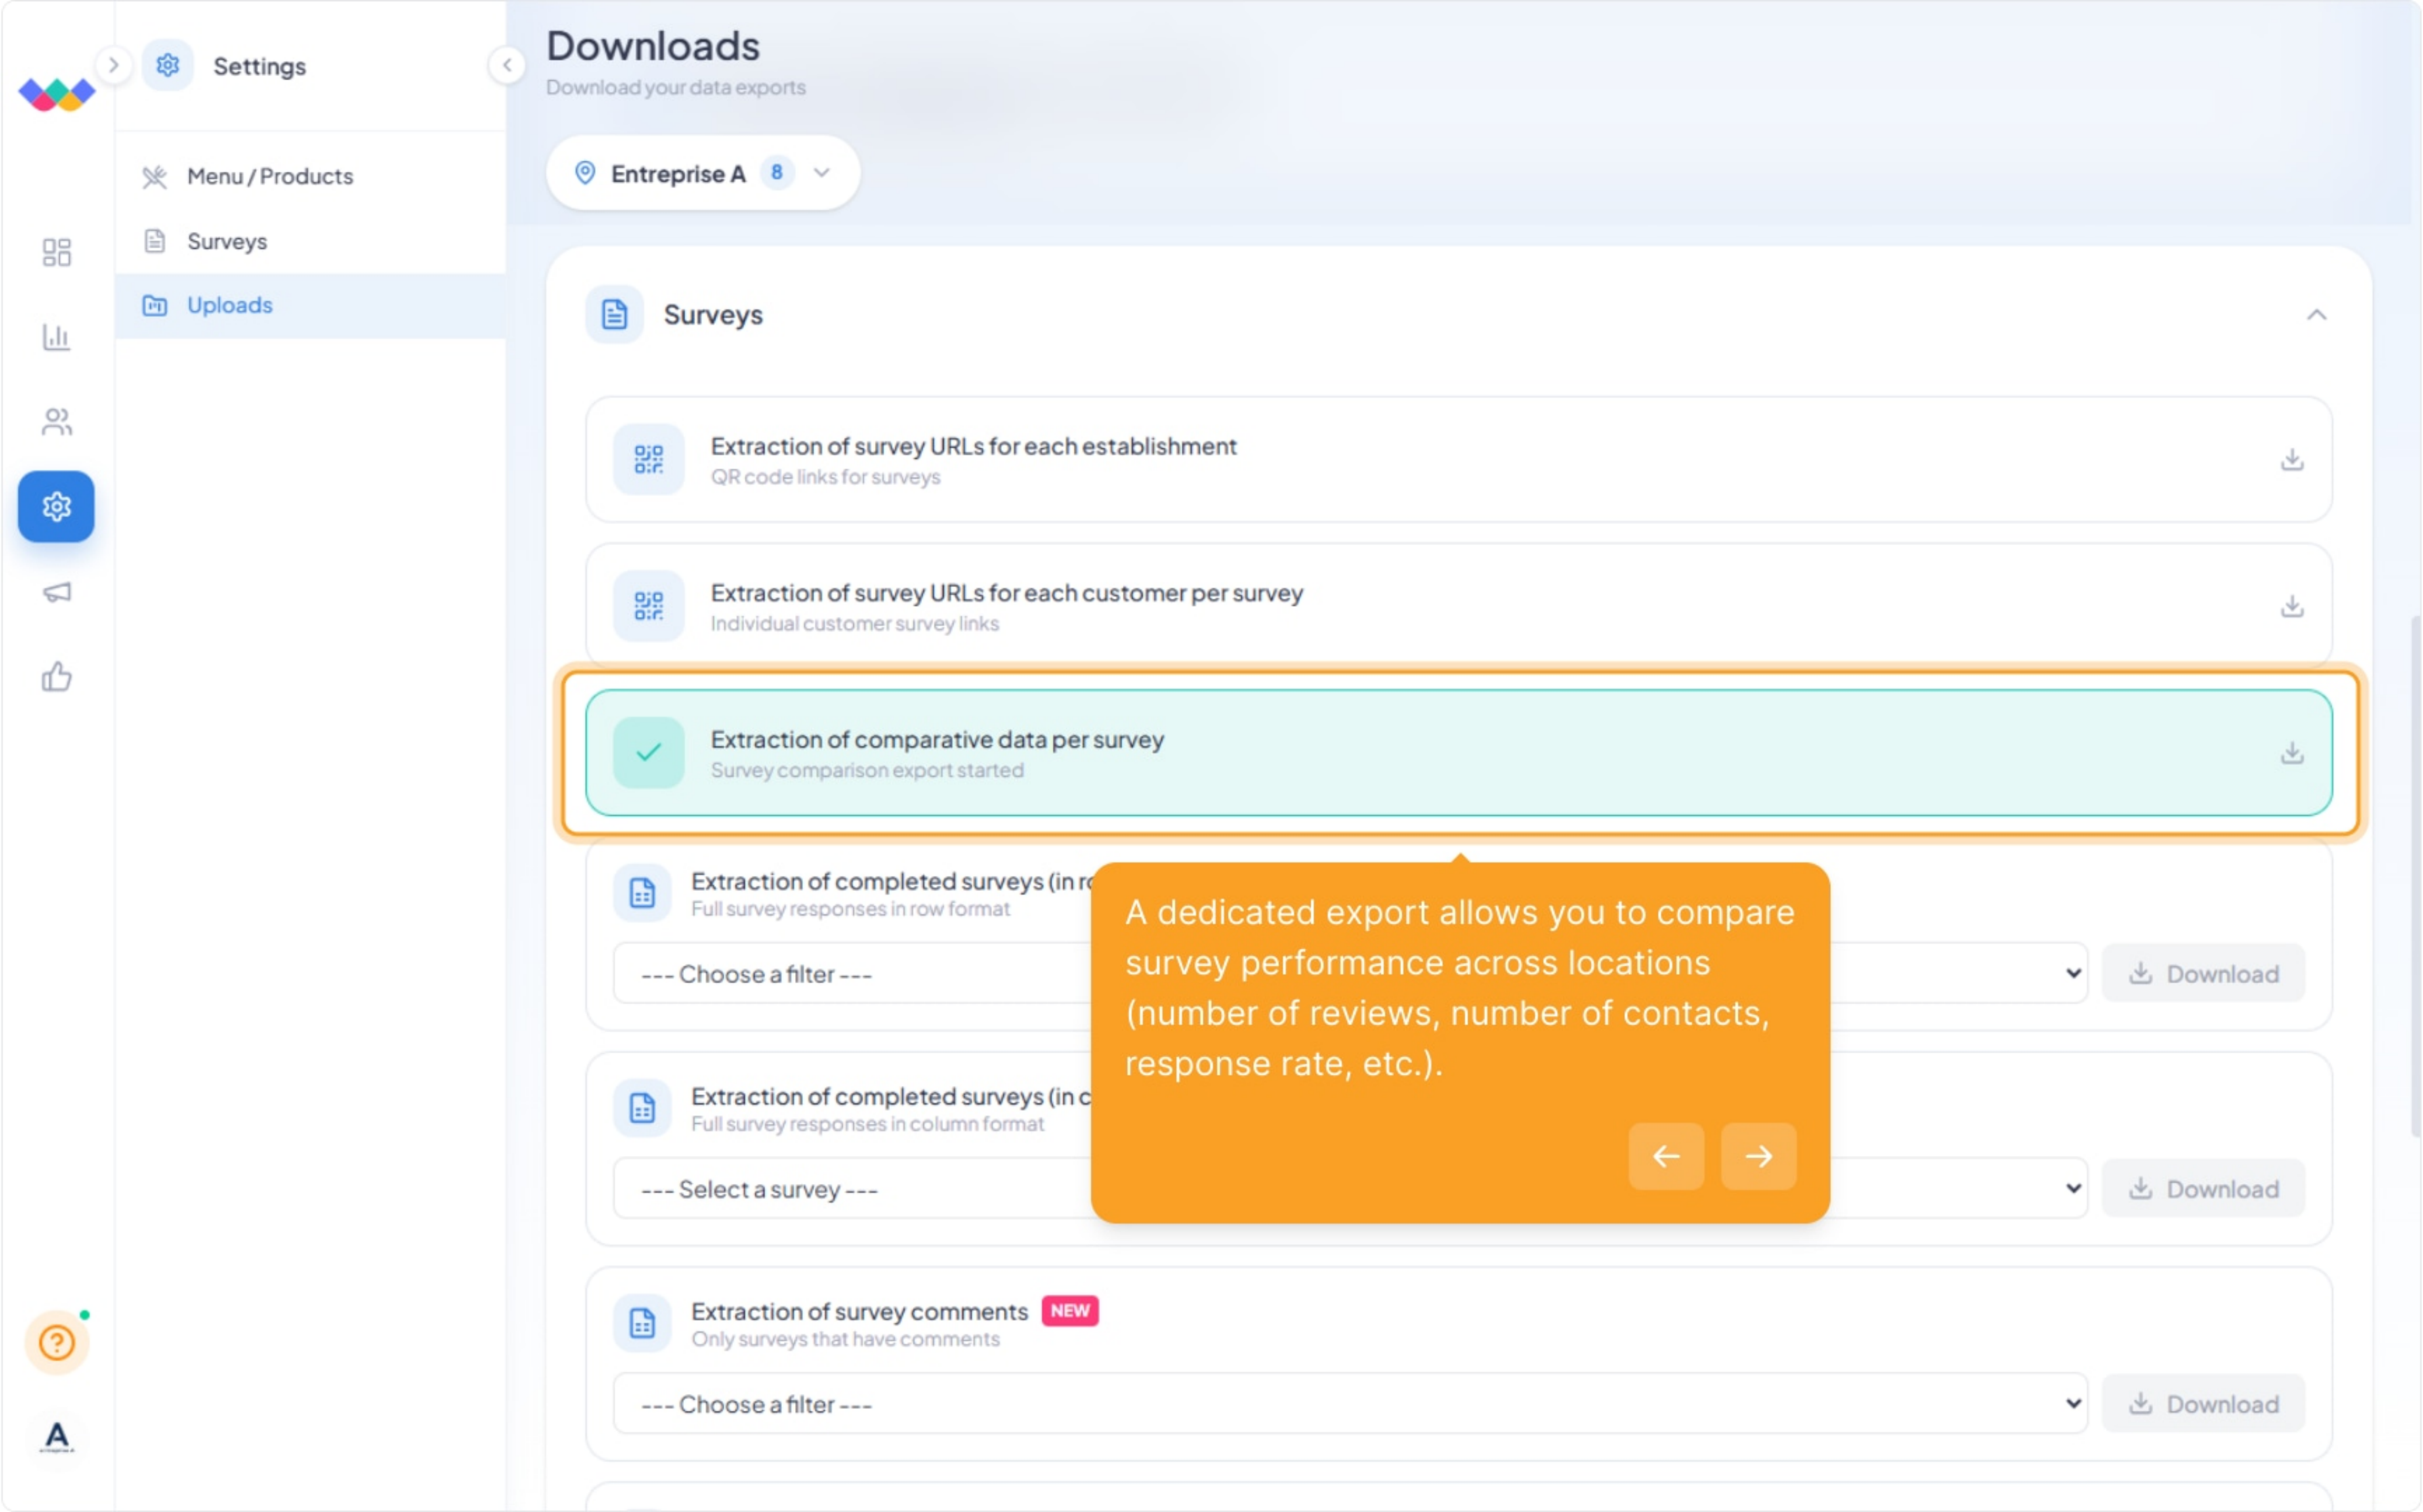 Settings
Menu / Products
Surveys
Uploads
Downloads
Download your data exports
Entreprise A 8
Surveys
Extraction of survey URLs for each establishment
QR code links for surveys
Extraction of survey URLs for each customer per survey
Individual customer survey links
Extraction of comparative data per survey
Survey comparison export started
Extraction of completed surveys (in
Full survey responses in row format
--- Choose a filter ---
Download
A dedicated export allows you to compare
survey performance across locations
(number of reviews, number of contacts,
response rate, etc.).
Extraction of completed surveys (in
Full survey responses in column format
--- Select a survey ---
Download
Extraction of survey comments NEW
Only surveys that have comments
--- Choose a filter ---
Download
A